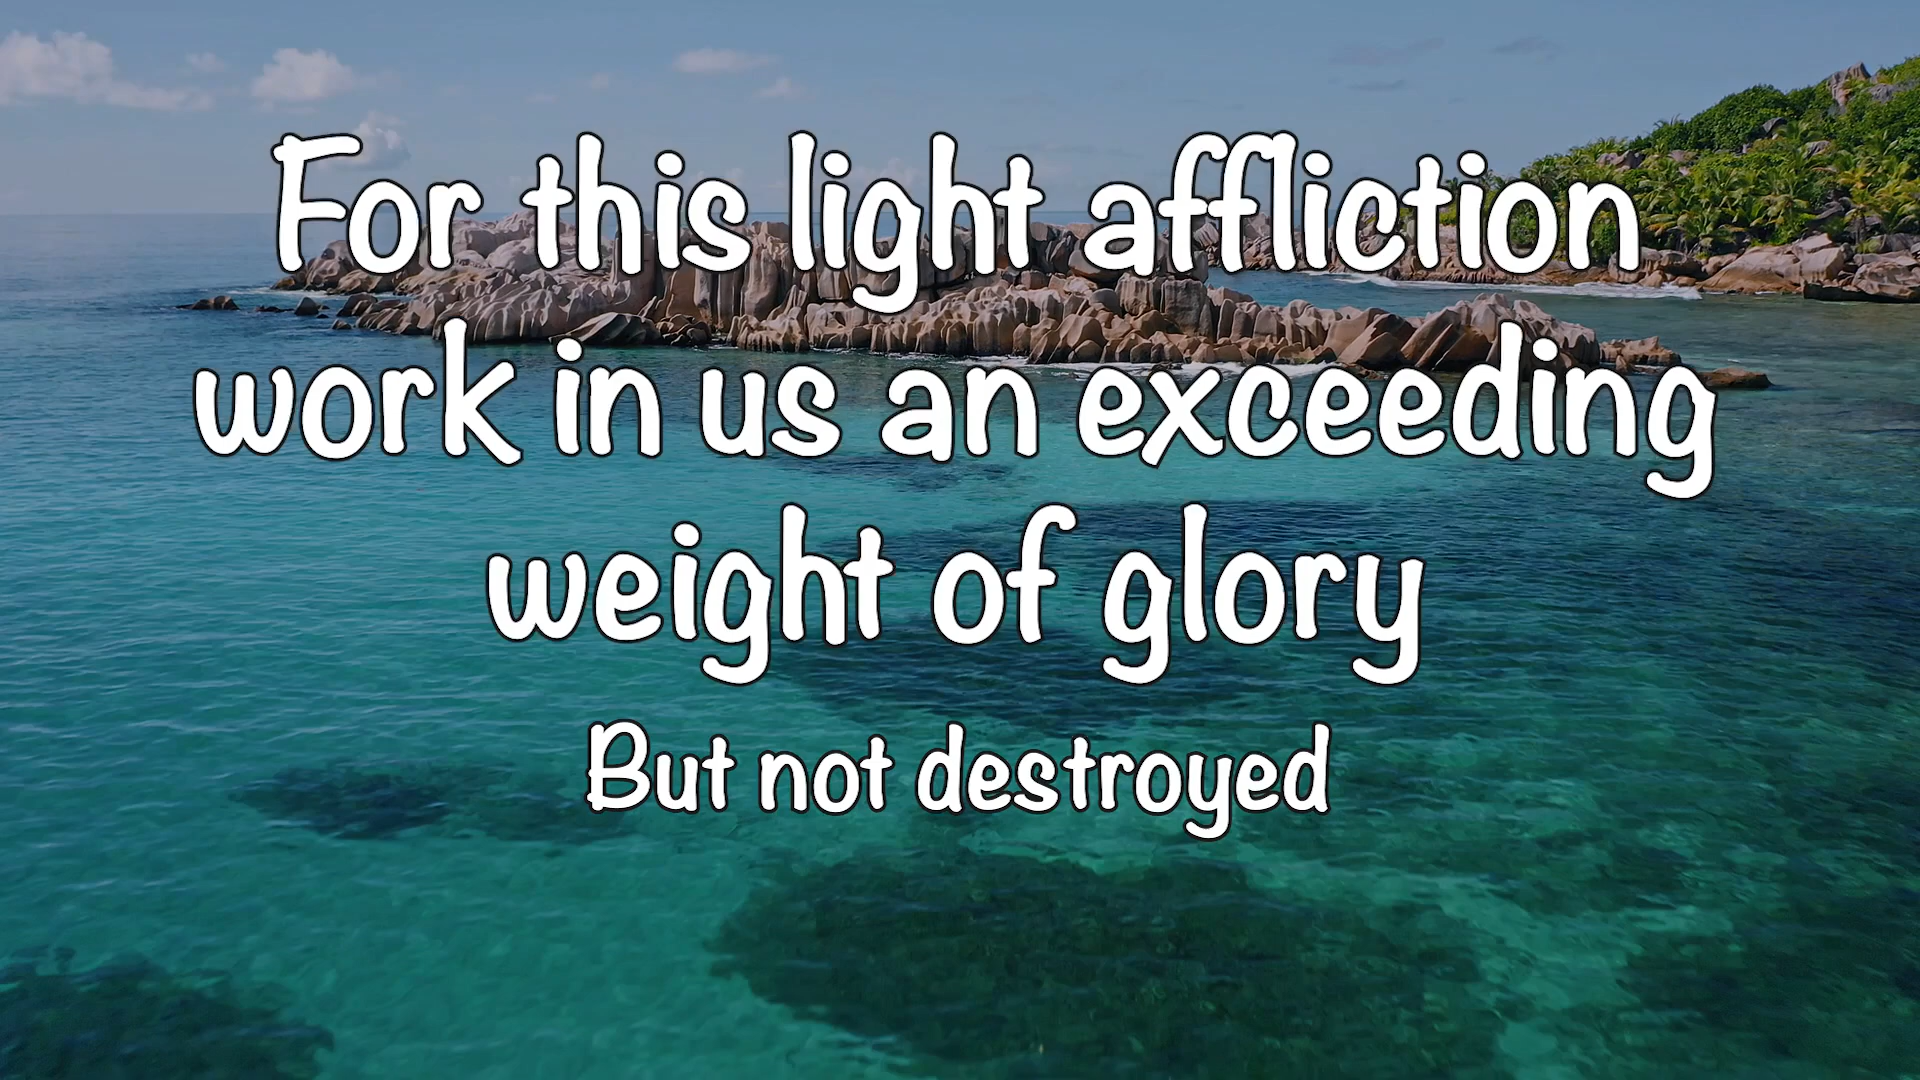 For this light affliction
work in us an exceeding
weight of glory
But not destroyed